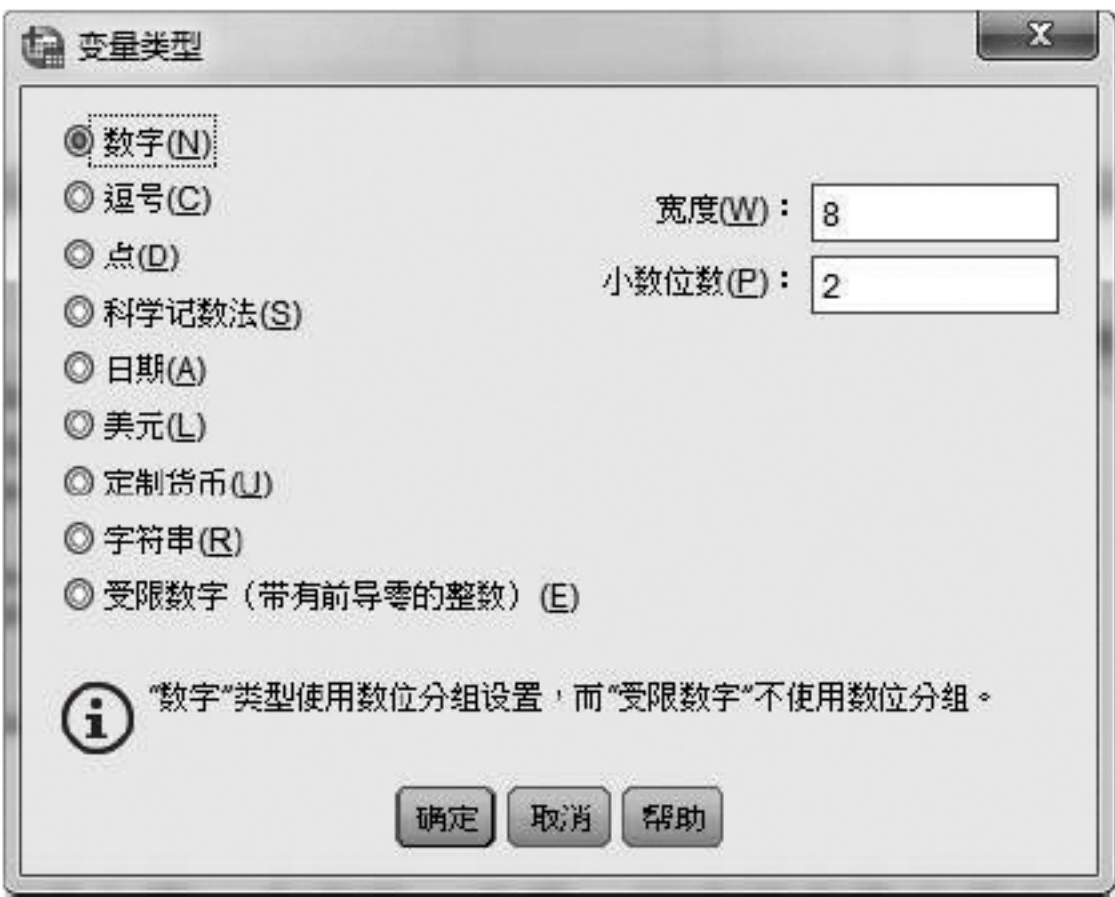 变量类型
数字(N)
逗号(C)
点(D)
科学记数法(S)
日期(A)
美元(L)
定制货币(U)
字符串(R)
受限数字（带有前导零的整数）(E)
宽度(W)：8
小数位数(P)：2
“数字”类型使用数位分组设置，而“受限数字”不使用数位分组。
确定 取消 帮助